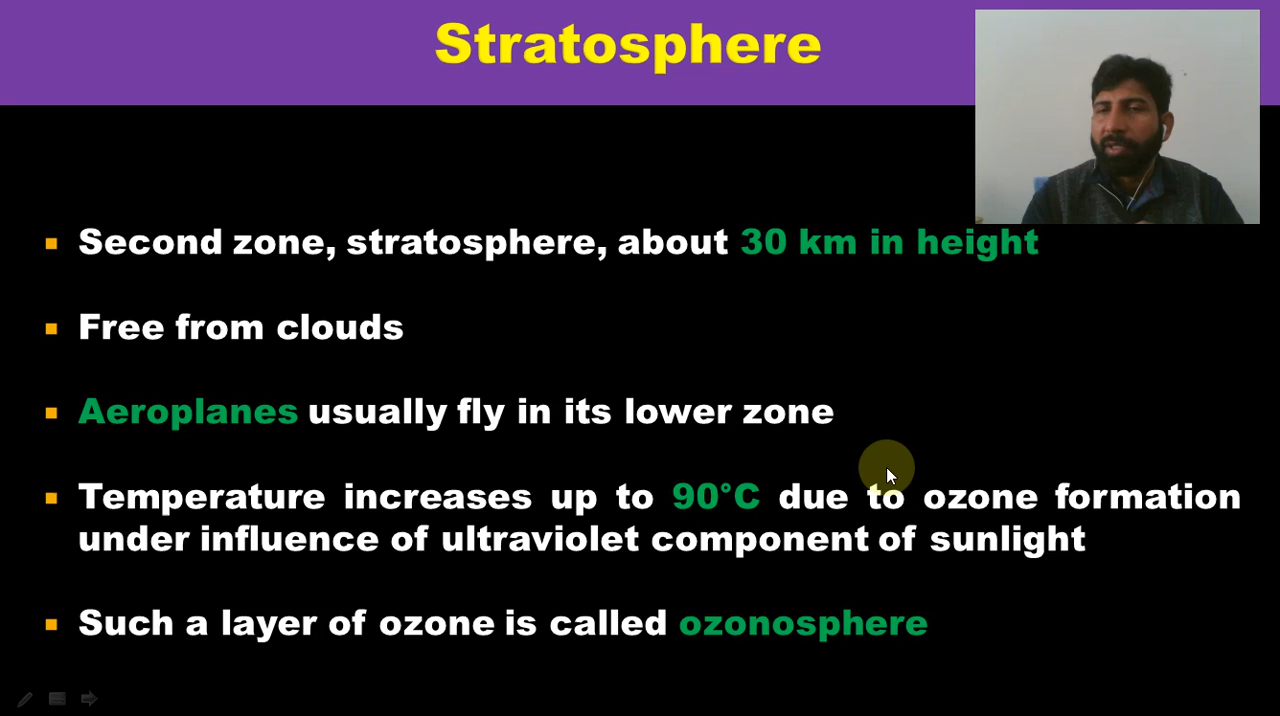 Stratosphere
Second zone, stratosphere, about 30 km in height
Free from clouds
Aeroplanes usually fly in its lower zone
Temperature increases up to 90°C due to ozone formation
under influence of ultraviolet component of sunlight
Such a layer of ozone is called ozonosphere